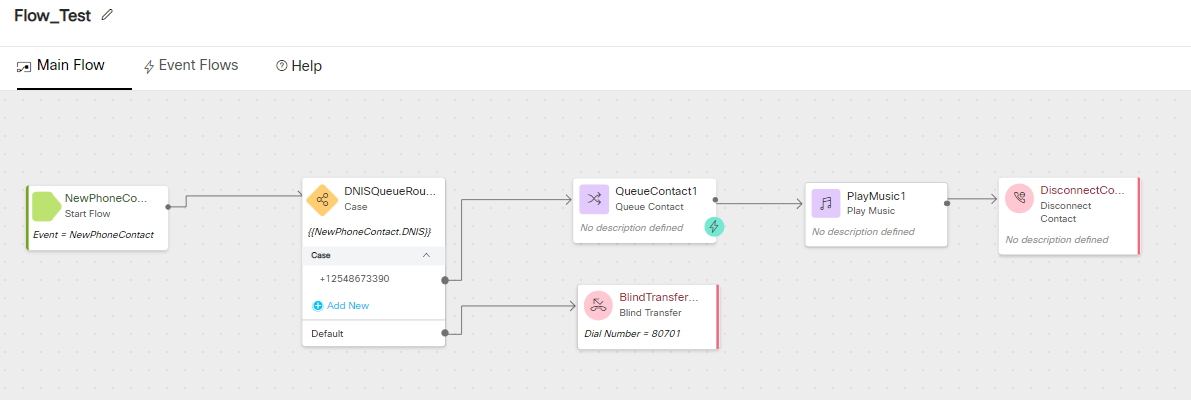 Flow_Test
Main Flow
Event Flows
Help
NewPhoneCo...
Start Flow
Event = NewPhoneContact
DNISQueueRou...
Case
{{NewPhoneContact.DNIS}}
Case
+12548673390
Add New
Default
QueueContact1
Queue Contact
No description defined
BlindTransfer...
Blind Transfer
Dial Number = 80701
PlayMusic1
Play Music
No description defined
DisconnectCo...
Disconnect
Contact
No description defined